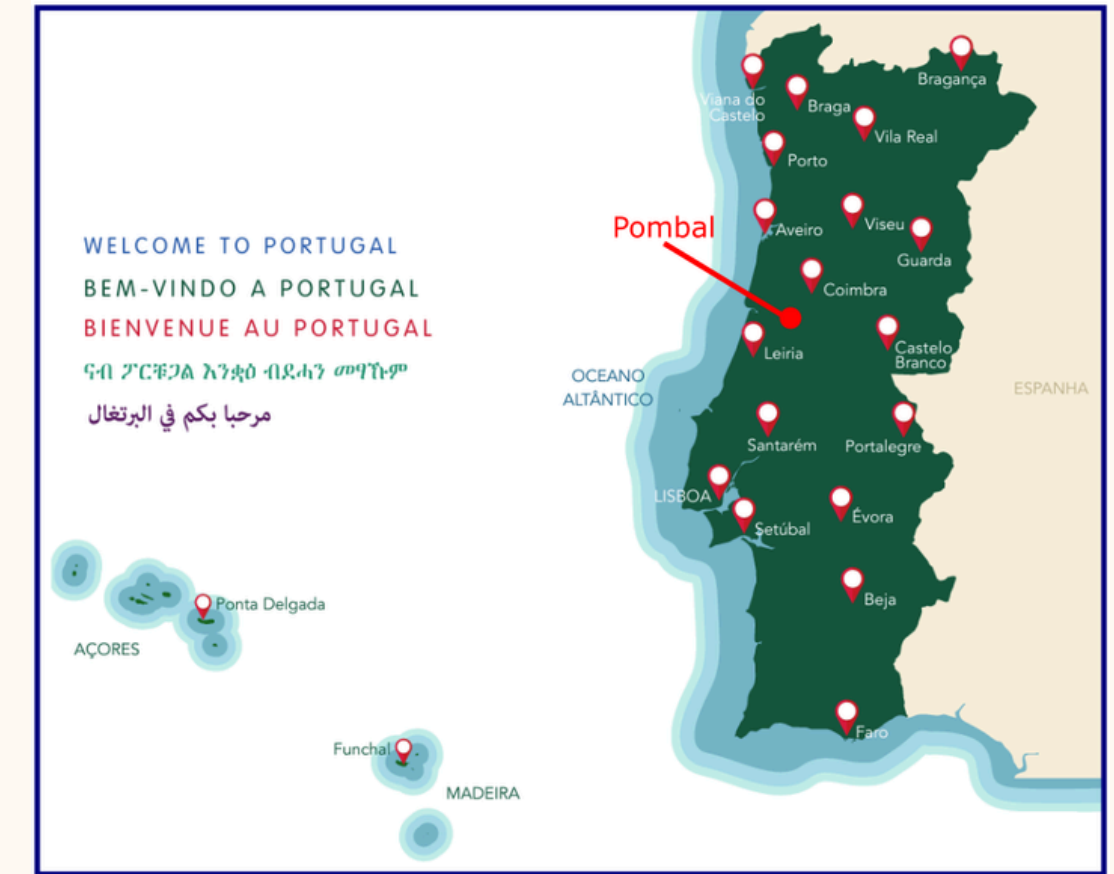 WELCOME TO PORTUGAL
BEM-VINDO A PORTUGAL
BIENVENUE AU PORTUGAL
ናብ ፖርቹጋል እንቋዕ ብደሓን መፃኹም
مرحبا بكم في البرتغال
Bragança
Viana do
Castelo
Braga
Vila Real
Porto
Pombal
Aveiro
Viseu
Guarda
Coimbra
Leiria
Castelo
Branco
OCEANO
ALTÂNTICO
ESPANHA
Santarém
Portalegre
LISBOA
Évora
Setúbal
Beja
Faro
Ponta Delgada
AÇORES
Funchal
MADEIRA